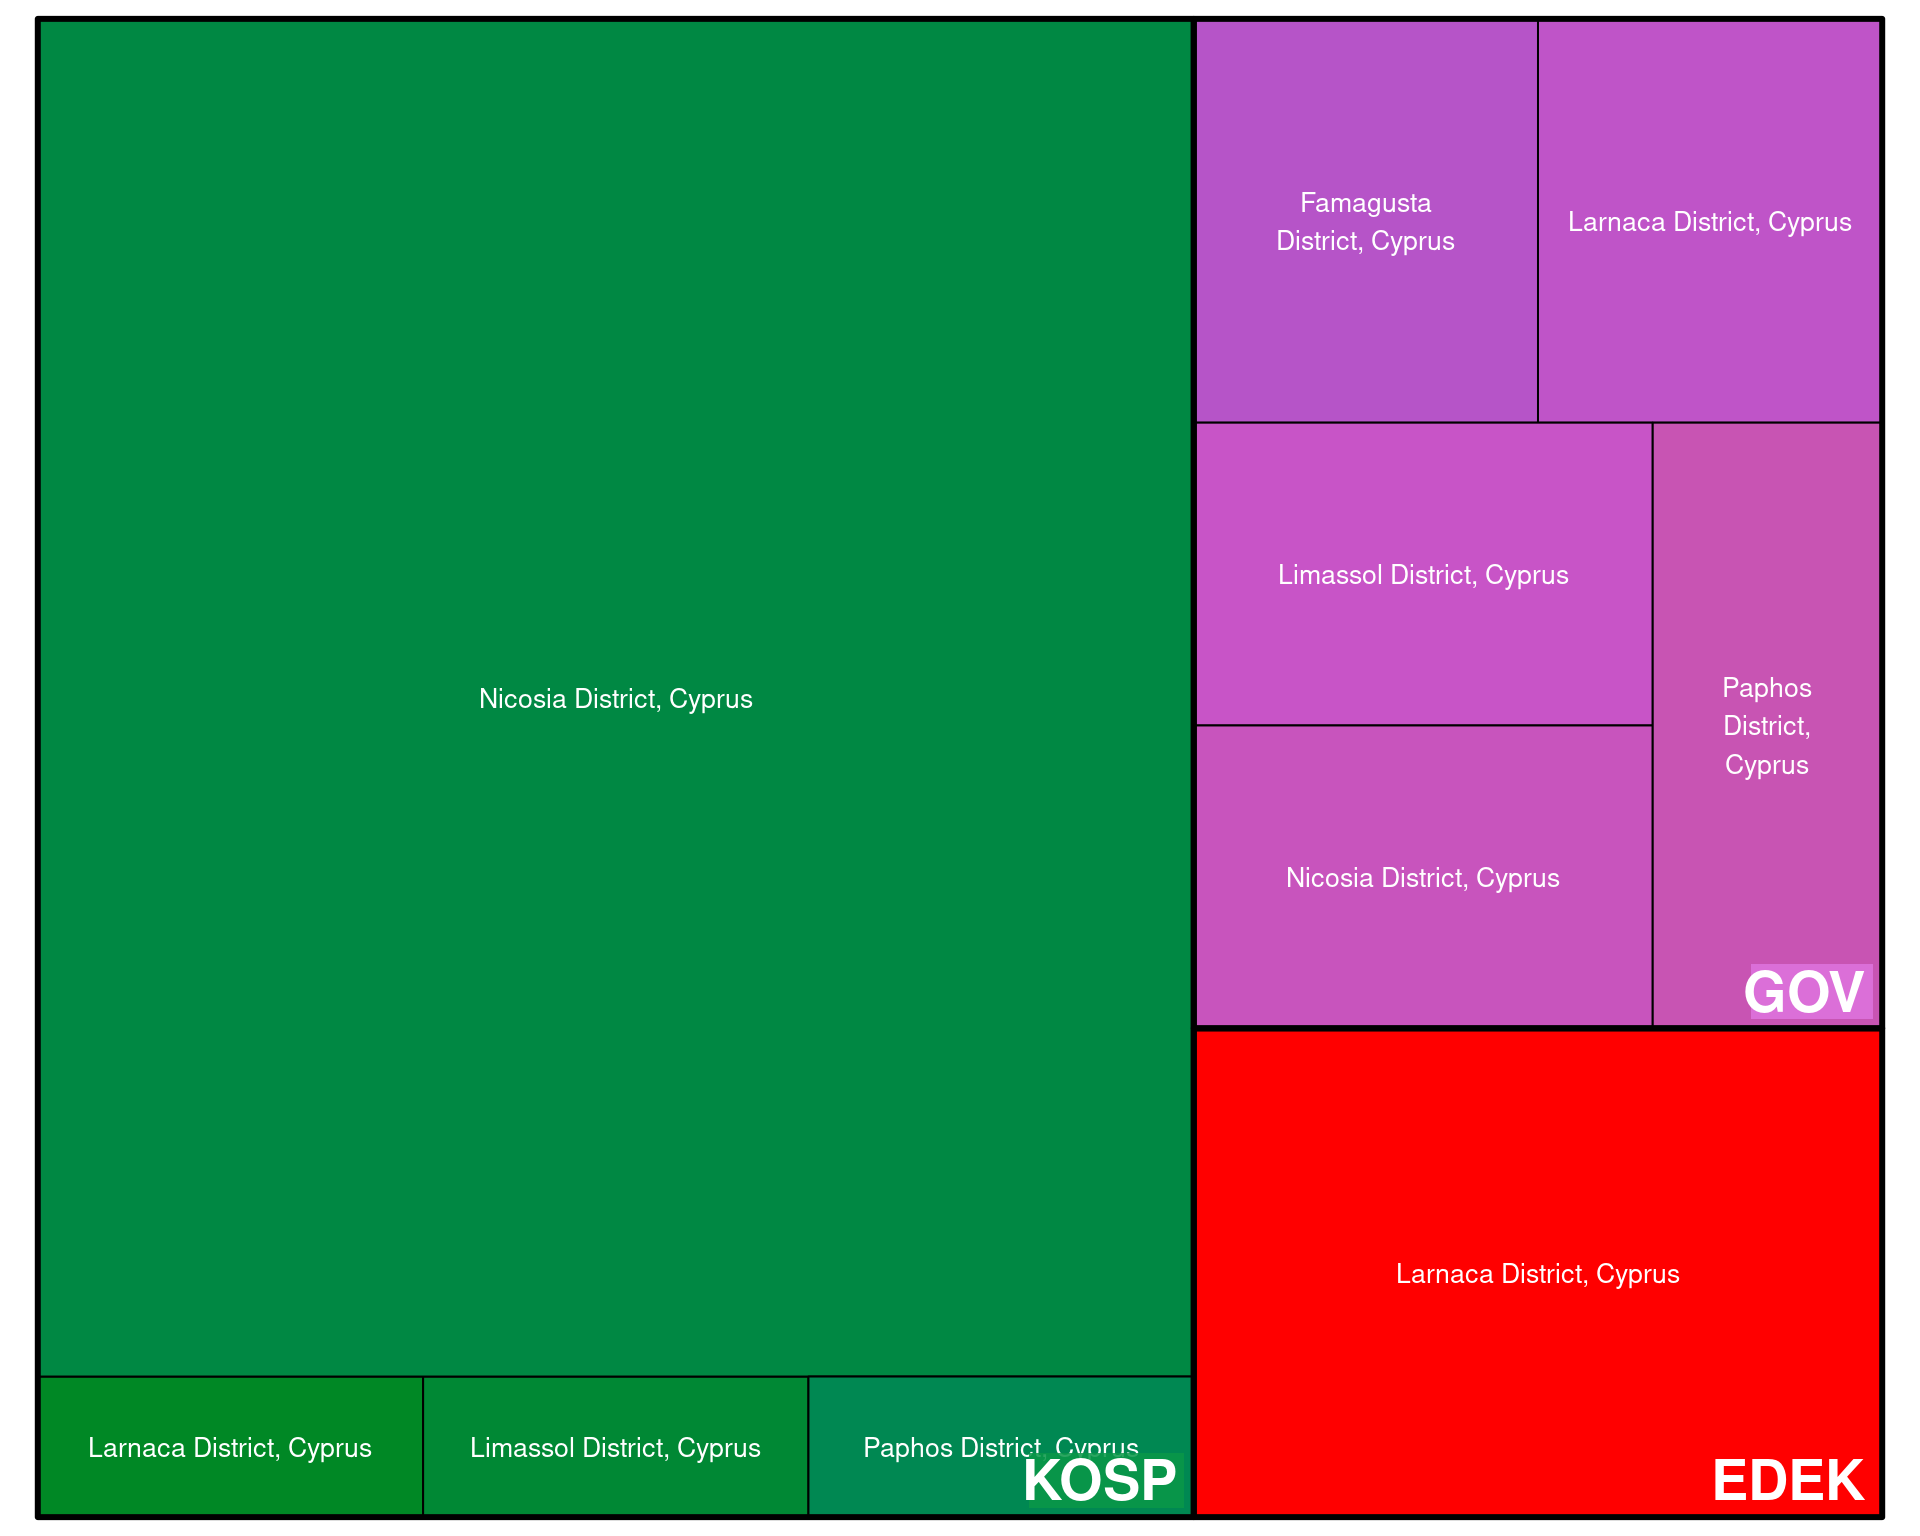 Nicosia District, Cyprus
Larnaca District, Cyprus
Limassol District, Cyprus
Paphos District, Cyprus
KOSP
Famagusta
District, Cyprus
Larnaca District, Cyprus
Limassol District, Cyprus
Nicosia District, Cyprus
Paphos
District,
Cyprus
GOV
Larnaca District, Cyprus
EDEK